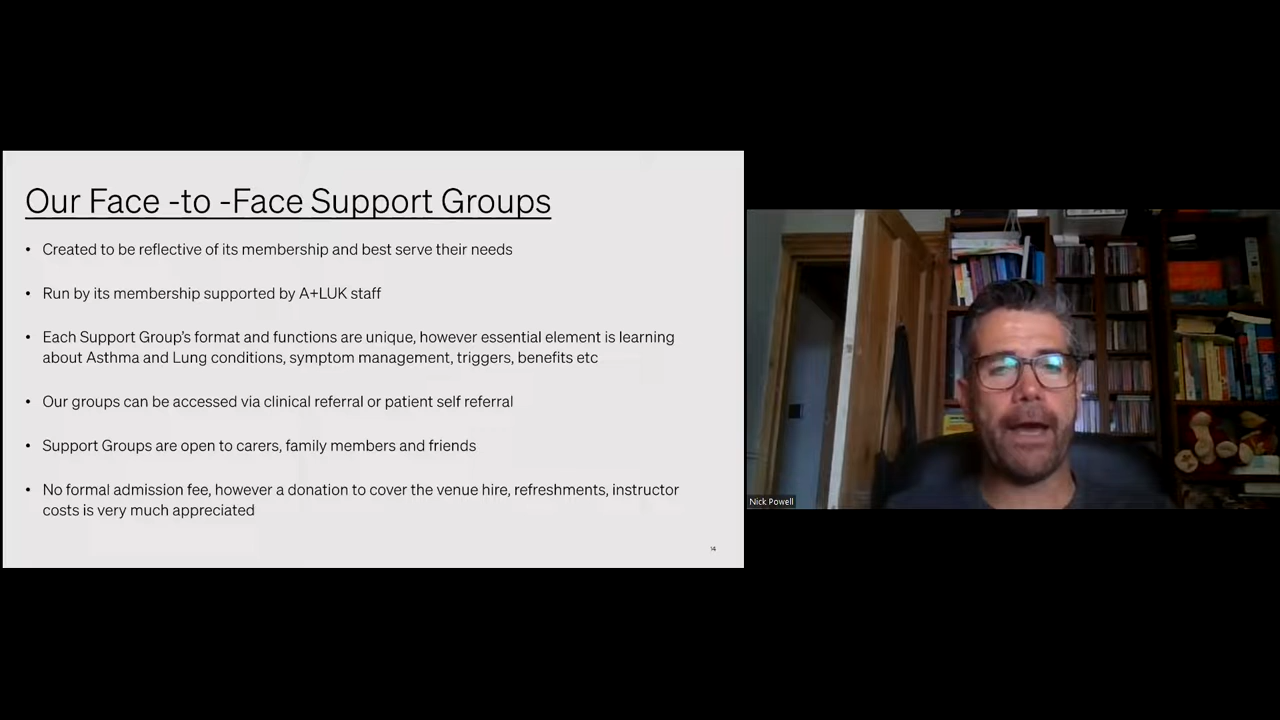 Our Face -to -Face Support Groups
• Created to be reflective of its membership and best serve their needs
• Run by its membership supported by A+LUK staff
• Each Support Group's format and functions are unique, however essential element is learning
about Asthma and Lung conditions, symptom management, triggers, benefits etc
• Our groups can be accessed via clinical referral or patient self referral
• Support Groups are open to carers, family members and friends
• No formal admission fee, however a donation to cover the venue hire, refreshments, instructor
costs is very much appreciated
14
Nick Powell